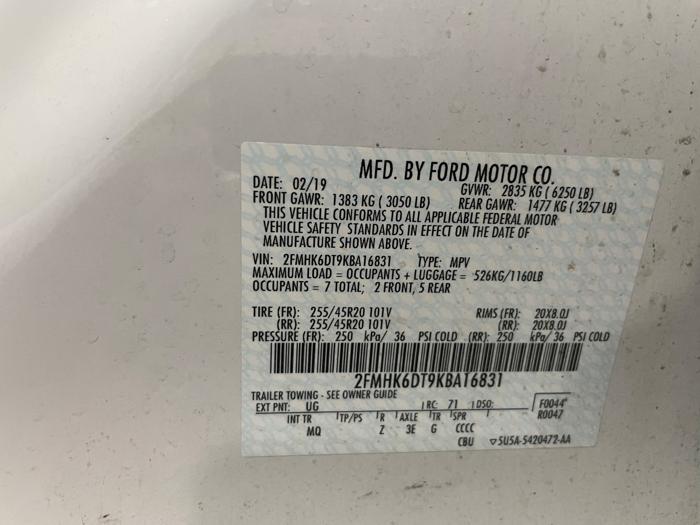 MFD. BY FORD MOTOR CO.
DATE: 02/19 GVWR: 2835 KG ( 6250 LB)
FRONT GAWR: 1383 KG ( 3050 LB) REAR GAWR: 1477 KG ( 3257 LB)
THIS VEHICLE CONFORMS TO ALL APPLICABLE FEDERAL MOTOR
VEHICLE SAFETY STANDARDS IN EFFECT ON THE DATE OF
MANUFACTURE SHOWN ABOVE.
VIN: 2FMHK6DT9KBA16831 TYPE: MPV
MAXIMUM LOAD = OCCUPANTS + LUGGAGE = 526KG/1160LB
OCCUPANTS = 7 TOTAL; 2 FRONT, 5 REAR
TIRE (FR): 255/45R20 101V RIMS (FR): 20X8.0J
(RR): 255/45R20 101V (RR): 20X8.0J
PRESSURE (FR): 250 kPa/ 36 PSI COLD (RR): 250 kPa/ 36 PSI COLD
2FMHK6DT9KBA16831
TRAILER TOWING - SEE OWNER GUIDE
EXT PNT: UG RC: 71 DSO: F0044
INT TR TP/PS R AXLE TR SPR R0047
MQ Z 3E G CCCC
CBU ▽5U5A-5420472-AA